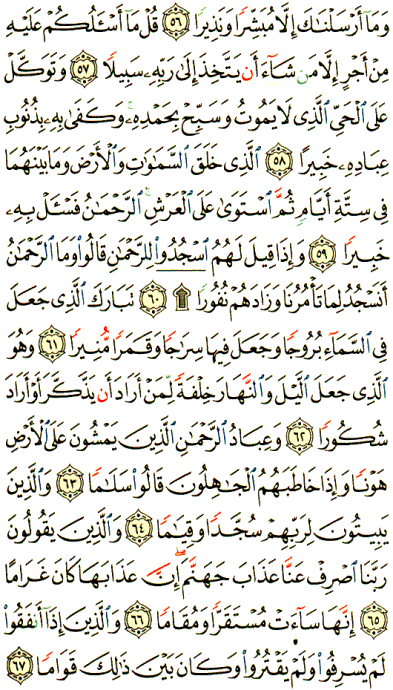 وَمَآ أَرْسَلْنَٰكَ إِلَّا مُبَشِّرًا وَنَذِيرًا ٥٦ قُلْ مَآ أَسْـَٔلُكُمْ عَلَيْهِ
مِنْ أَجْرٍ إِلَّا مَن شَآءَ أَن يَتَّخِذَ إِلَىٰ رَبِّهِۦ سَبِيلًا ٥٧ وَتَوَكَّلْ
عَلَى ٱلْحَيِّ ٱلَّذِى لَا يَمُوتُ وَسَبِّحْ بِحَمْدِهِۦ ۚ وَكَفَىٰ بِهِۦ بِذُنُوبِ
عِبَادِهِۦ خَبِيرًا ٥٨ ٱلَّذِى خَلَقَ ٱلسَّمَٰوَٰتِ وَٱلْأَرْضَ وَمَا بَيْنَهُمَا
فِى سِتَّةِ أَيَّامٍ ثُمَّ ٱسْتَوَىٰ عَلَى ٱلْعَرْشِ ۚ ٱلرَّحْمَٰنُ فَسْـَٔلْ بِهِۦ
خَبِيرًا ٥٩ وَإِذَا قِيلَ لَهُمُ ٱسْجُدُوا۟ لِلرَّحْمَٰنِ قَالُوا۟ وَمَا ٱلرَّحْمَٰنُ
أَنَسْجُدُ لِمَا تَأْمُرُنَا وَزَادَهُمْ نُفُورًا ۩ ٦٠ تَبَارَكَ ٱلَّذِى جَعَلَ
فِى ٱلسَّمَآءِ بُرُوجًا وَجَعَلَ فِيهَا سِرَٰجًا وَقَمَرًا مُّنِيرًا ٦١ وَهُوَ
ٱلَّذِى جَعَلَ ٱلَّيْلَ وَٱلنَّهَارَ خِلْفَةً لِّمَنْ أَرَادَ أَن يَذَّكَّرَ أَوْ أَرَادَ
شُكُورًا ٦٢ وَعِبَادُ ٱلرَّحْمَٰنِ ٱلَّذِينَ يَمْشُونَ عَلَى ٱلْأَرْضِ
هَوْنًا وَإِذَا خَاطَبَهُمُ ٱلْجَٰهِلُونَ قَالُوا۟ سَلَٰمًا ٦٣ وَٱلَّذِينَ
يَبِيتُونَ لِرَبِّهِمْ سُجَّدًا وَقِيَٰمًا ٦٤ وَٱلَّذِينَ يَقُولُونَ
رَبَّنَا ٱصْرِفْ عَنَّا عَذَابَ جَهَنَّمَ ۖ إِنَّ عَذَابَهَا كَانَ غَرَامًا
٦٥ إِنَّهَا سَآءَتْ مُسْتَقَرًّا وَمُقَامًا ٦٦ وَٱلَّذِينَ إِذَآ أَنفَقُوا۟
لَمْ يُسْرِفُوا۟ وَلَمْ يَقْتُرُوا۟ وَكَانَ بَيْنَ ذَٰلِكَ قَوَامًا ٦٧